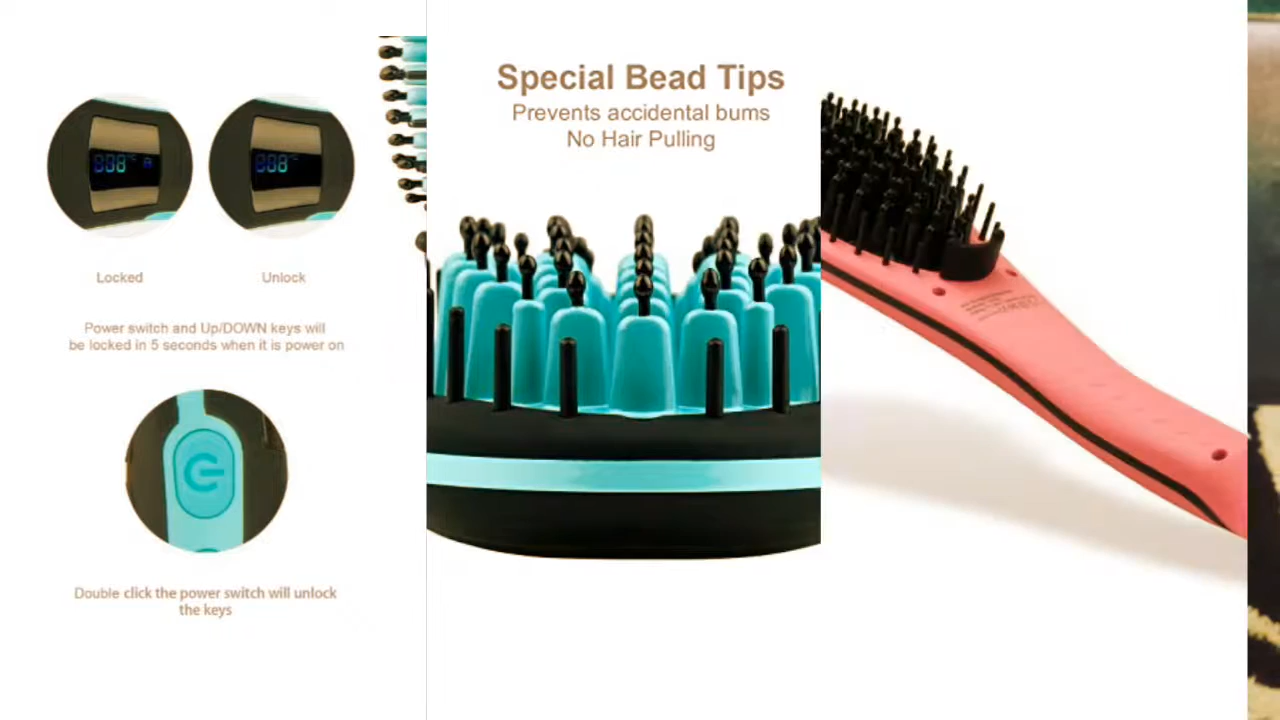 Locked
Unlock
Power switch and Up/DOWN keys will
be locked in 5 seconds when it is power on
Double click the power switch will unlock
the keys
Special Bead Tips
Prevents accidental bums
No Hair Pulling